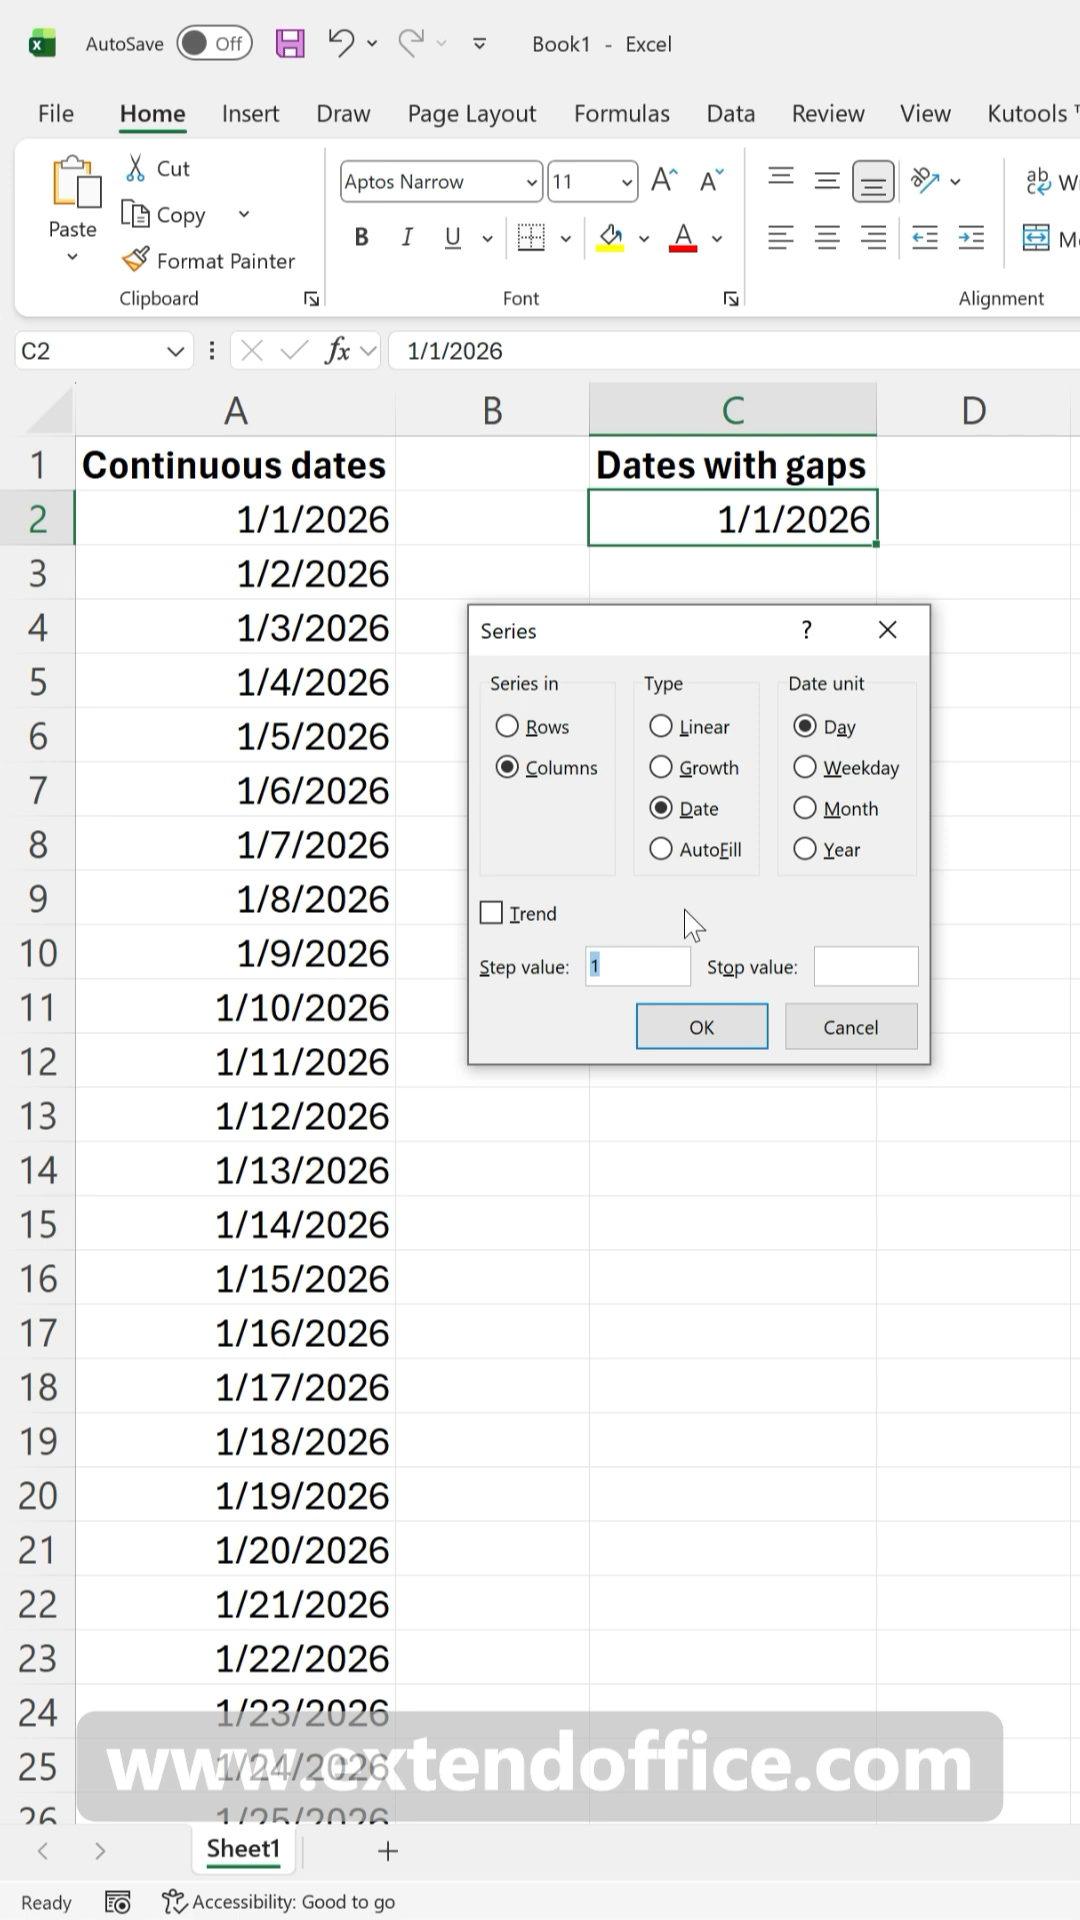 AutoSave Off Book1 - Excel
File Home Insert Draw Page Layout Formulas Data Review View Kutools
Paste Cut
Copy
Format Painter
Clipboard
Aptos Narrow 11
B I U A
Font
ab
Alignment
C2 fx 1/1/2026
A B C D
1 Continuous dates Dates with gaps
2 1/1/2026 1/1/2026
3 1/2/2026
4 1/3/2026
5 1/4/2026
6 1/5/2026
7 1/6/2026
8 1/7/2026
9 1/8/2026
10 1/9/2026
11 1/10/2026
12 1/11/2026
13 1/12/2026
14 1/13/2026
15 1/14/2026
16 1/15/2026
17 1/16/2026
18 1/17/2026
19 1/18/2026
20 1/19/2026
21 1/20/2026
22 1/21/2026
23 1/22/2026
24 1/23/2026
25 1/24/2026
26 1/25/2026
Series ?
Series in Type Date unit
Rows Linear Day
Columns Growth Weekday
Date Month
AutoFill Year
Trend
Step value: 1 Stop value:
OK Cancel
www.extendoffice.com
Sheet1
Ready Accessibility: Good to go